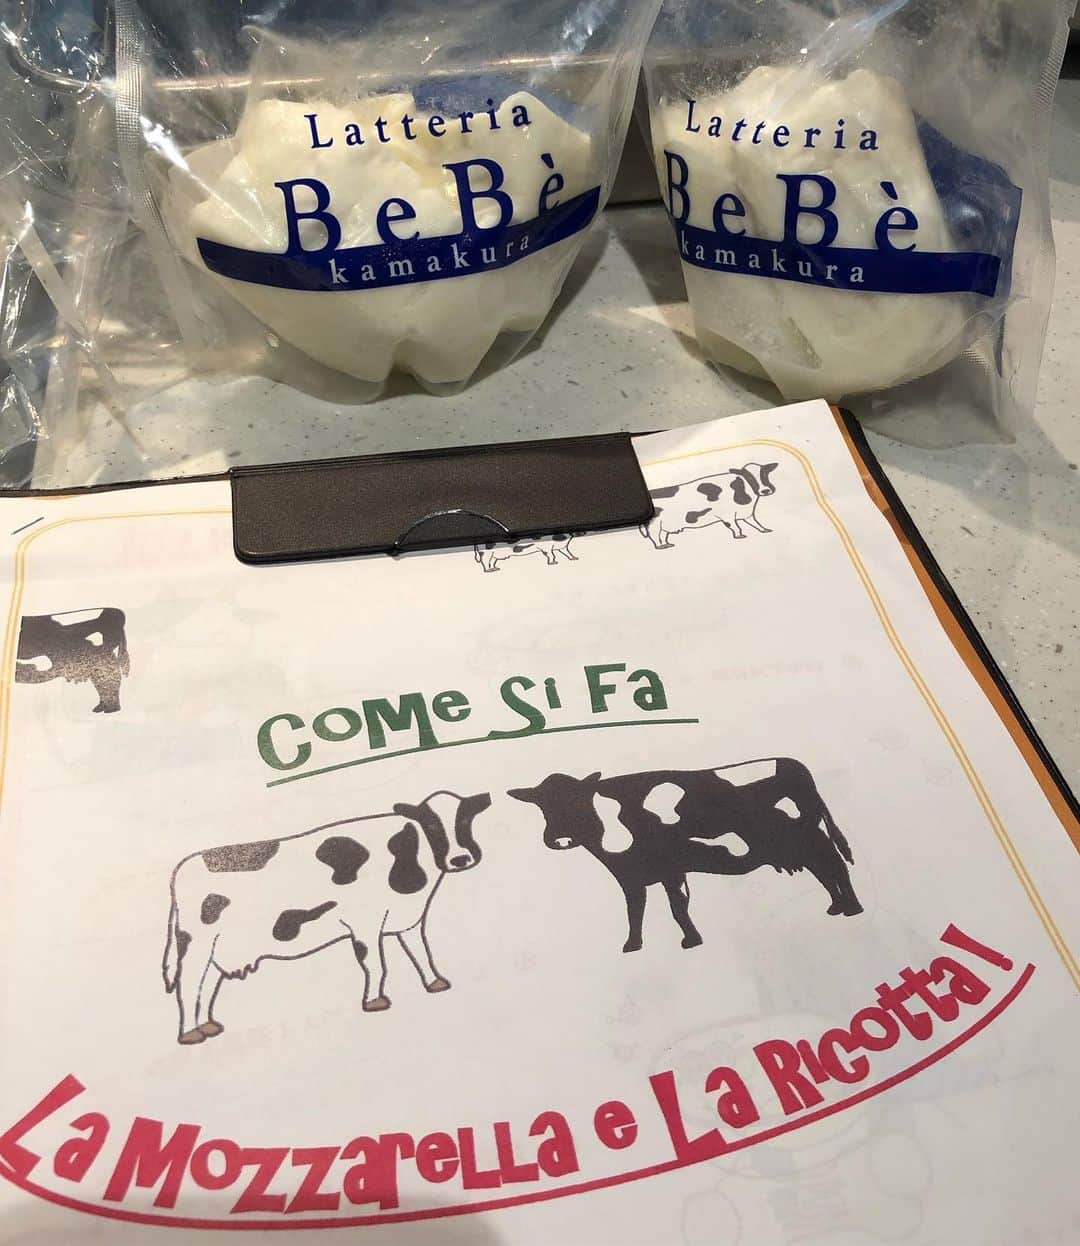 Latteria
BeBè
kamakura
Latteria
BeBè
kamakura
Come Si Fa
La Mozzarella e La Ricotta!